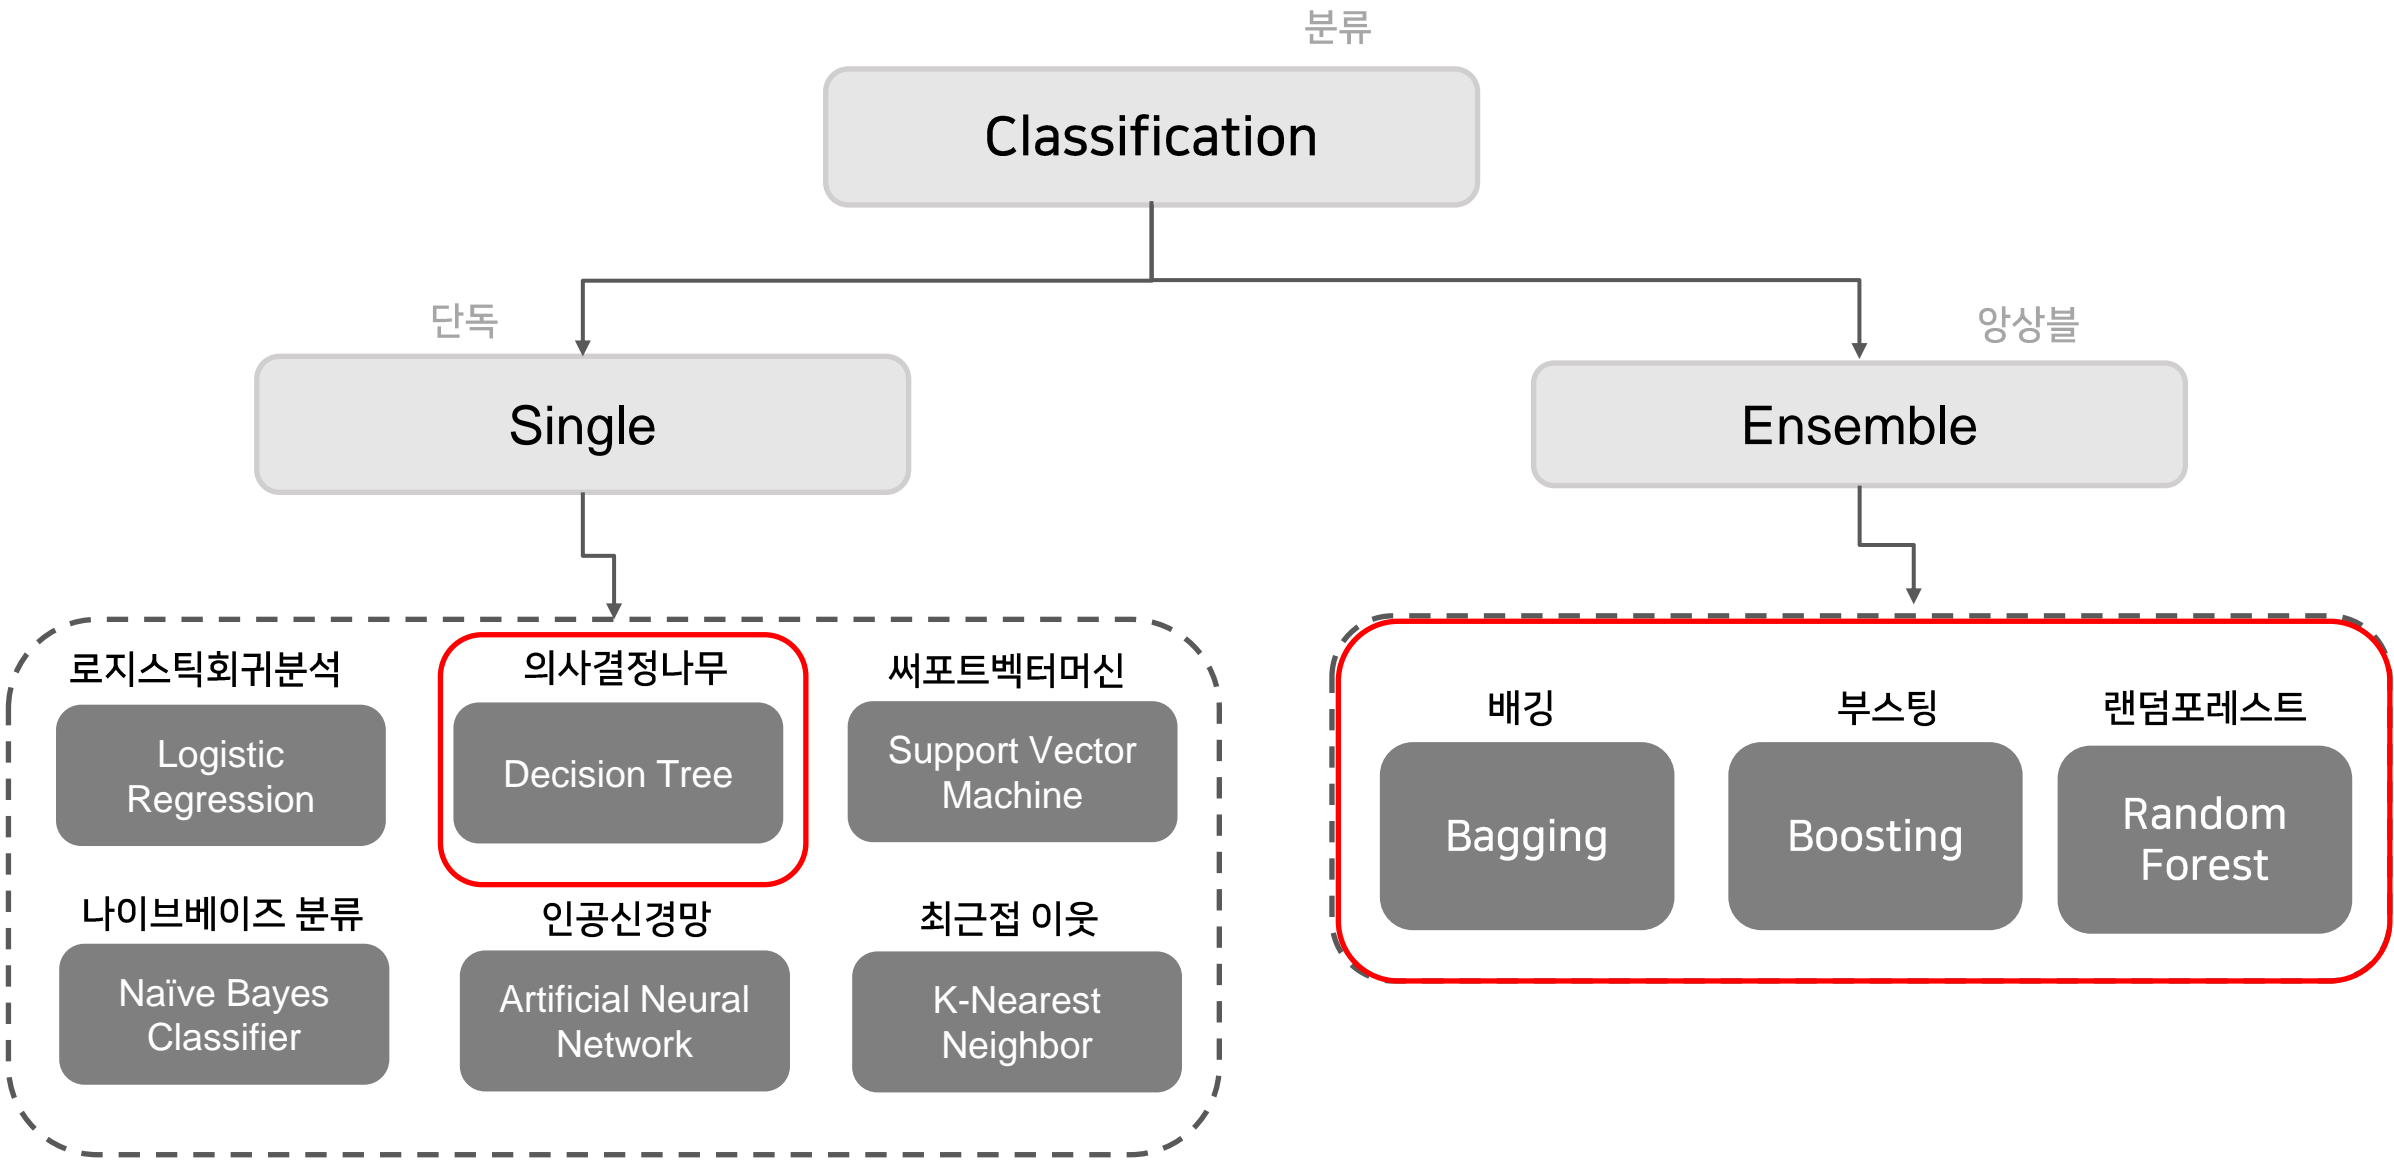 분류
Classification
단독
앙상블
Single
Ensemble
로지스틱회귀분석
의사결정나무
써포트벡터머신
Logistic
Regression
Decision Tree
Support Vector
Machine
나이브베이즈 분류
인공신경망
최근접 이웃
Naïve Bayes
Classifier
Artificial Neural
Network
K-Nearest
Neighbor
배깅
부스팅
랜덤포레스트
Bagging
Boosting
Random
Forest